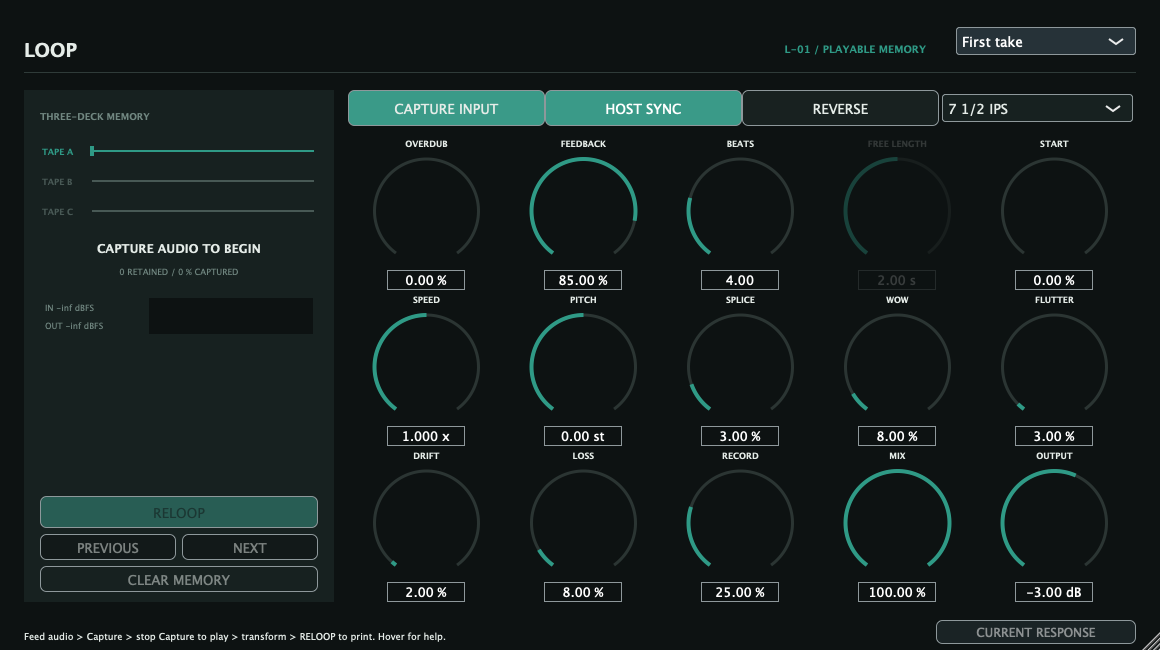 LOOP
L-01 / PLAYABLE MEMORY
First take
THREE-DECK MEMORY
TAPE A
TAPE B
TAPE C
CAPTURE AUDIO TO BEGIN
0 RETAINED / 0 % CAPTURED
IN -inf dBFS
OUT -inf dBFS
RELOOP
PREVIOUS
NEXT
CLEAR MEMORY
CAPTURE INPUT
HOST SYNC
REVERSE
7 1/2 IPS
OVERDUB
FEEDBACK
BEATS
FREE LENGTH
START
0.00 %
85.00 %
4.00
2.00 s
0.00 %
SPEED
PITCH
SPLICE
WOW
FLUTTER
1.000 x
0.00 st
3.00 %
8.00 %
3.00 %
DRIFT
LOSS
RECORD
MIX
OUTPUT
2.00 %
8.00 %
25.00 %
100.00 %
-3.00 dB
Feed audio > Capture > stop Capture to play > transform > RELOOP to print. Hover for help.
CURRENT RESPONSE